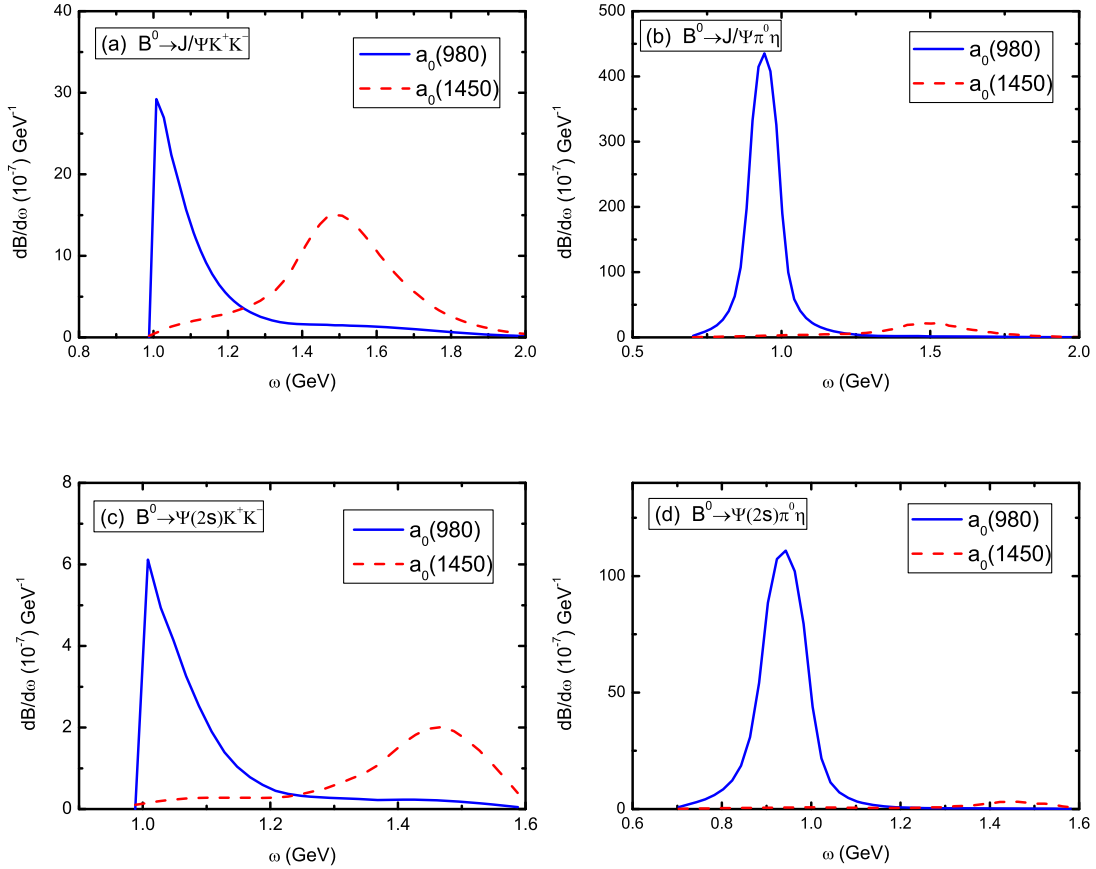 (a) B⁰→J/ΨK⁺K⁻
a₀(980)
a₀(1450)
dB/dω (10⁻⁷) GeV⁻¹
40
30
20
10
0
0.8 1.0 1.2 1.4 1.6 1.8 2.0
ω (GeV)
(b) B⁰→J/Ψπ⁰η
a₀(980)
a₀(1450)
dB/dω (10⁻⁷) GeV⁻¹
500
400
300
200
100
0
0.5 1.0 1.5 2.0
ω (GeV)
(c) B⁰→Ψ(2s)K⁺K⁻
a₀(980)
a₀(1450)
dB/dω (10⁻⁷) GeV⁻¹
8
6
4
2
0
1.0 1.2 1.4 1.6
ω (GeV)
(d) B⁰→Ψ(2s)π⁰η
a₀(980)
a₀(1450)
dB/dω (10⁻⁷) GeV⁻¹
100
50
0
0.6 0.8 1.0 1.2 1.4 1.6
ω (GeV)